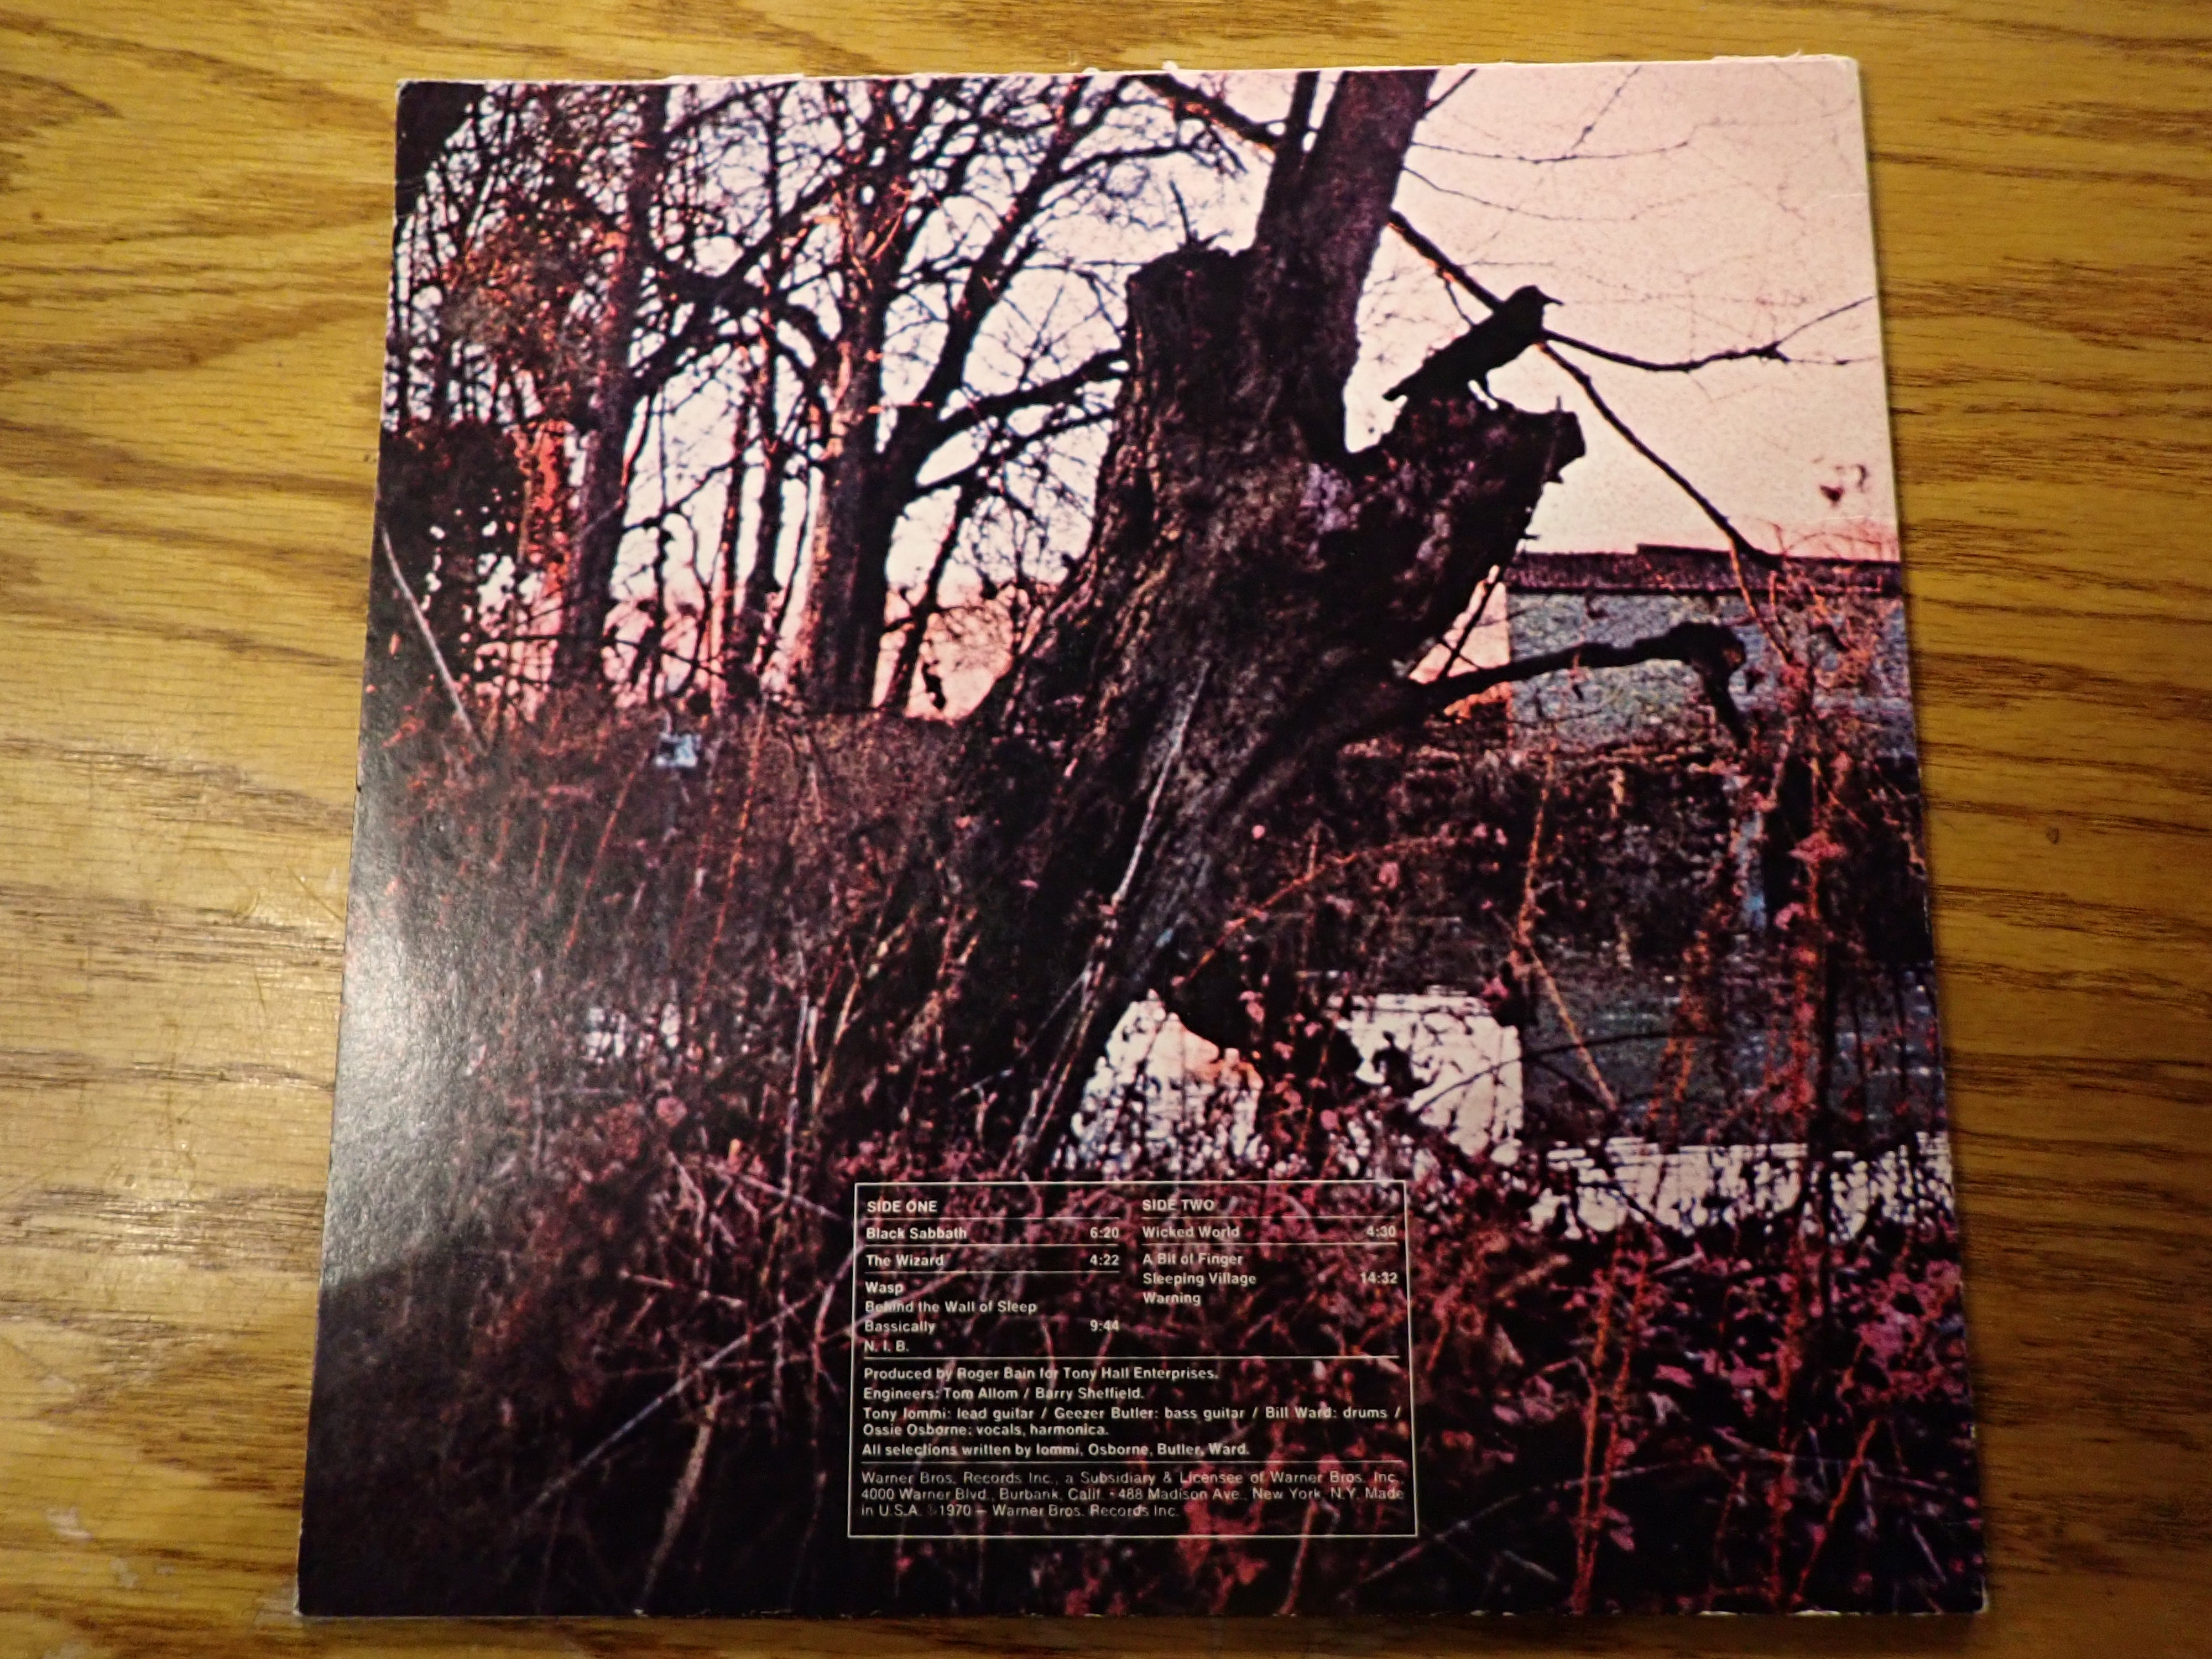 SIDE ONE
Black Sabbath 6:20
The Wizard 4:22
Wasp
Behind the Wall of Sleep
Bassically 9:44
N. I. B.
SIDE TWO
Wicked World 4:30
A Bit of Finger
Sleeping Village 14:32
Warning
Produced by Roger Bain for Tony Hall Enterprises.
Engineers: Tom Allom / Barry Sheffield.
Tony Iommi: lead guitar / Geezer Butler: bass guitar / Bill Ward: drums /
Ossie Osborne: vocals, harmonica.
All selections written by Iommi, Osborne, Butler, Ward.
Warner Bros. Records Inc., a Subsidiary & Licensee of Warner Bros. Inc.,
4000 Warner Blvd., Burbank, Calif. • 488 Madison Ave., New York, N.Y. Made
in U.S.A. ©1970 — Warner Bros. Records Inc.